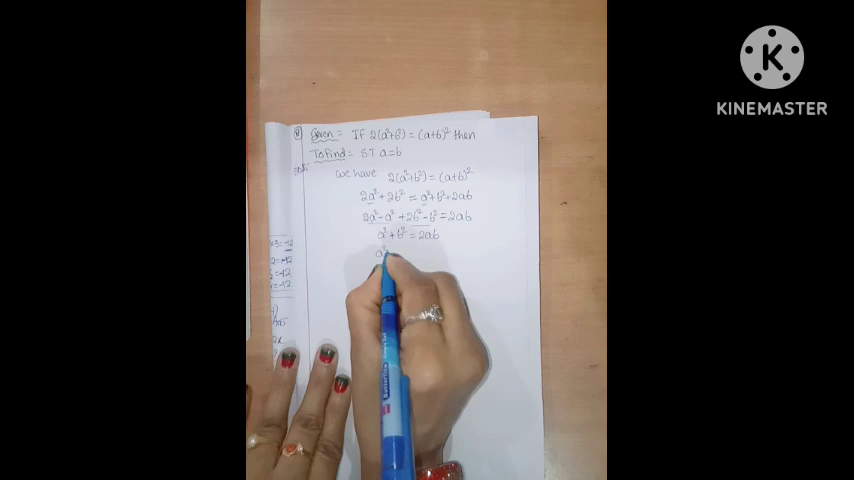 K
KINEMASTER
Given = If 2(a²+b²) = (a+b)² then
To Find = S T a=b
we have 2(a²+b²) = (a+b)²
2a²+2b² = a²+b²+2ab
2a²-a²+2b²-b² = 2ab
a²+b² = 2ab
a²